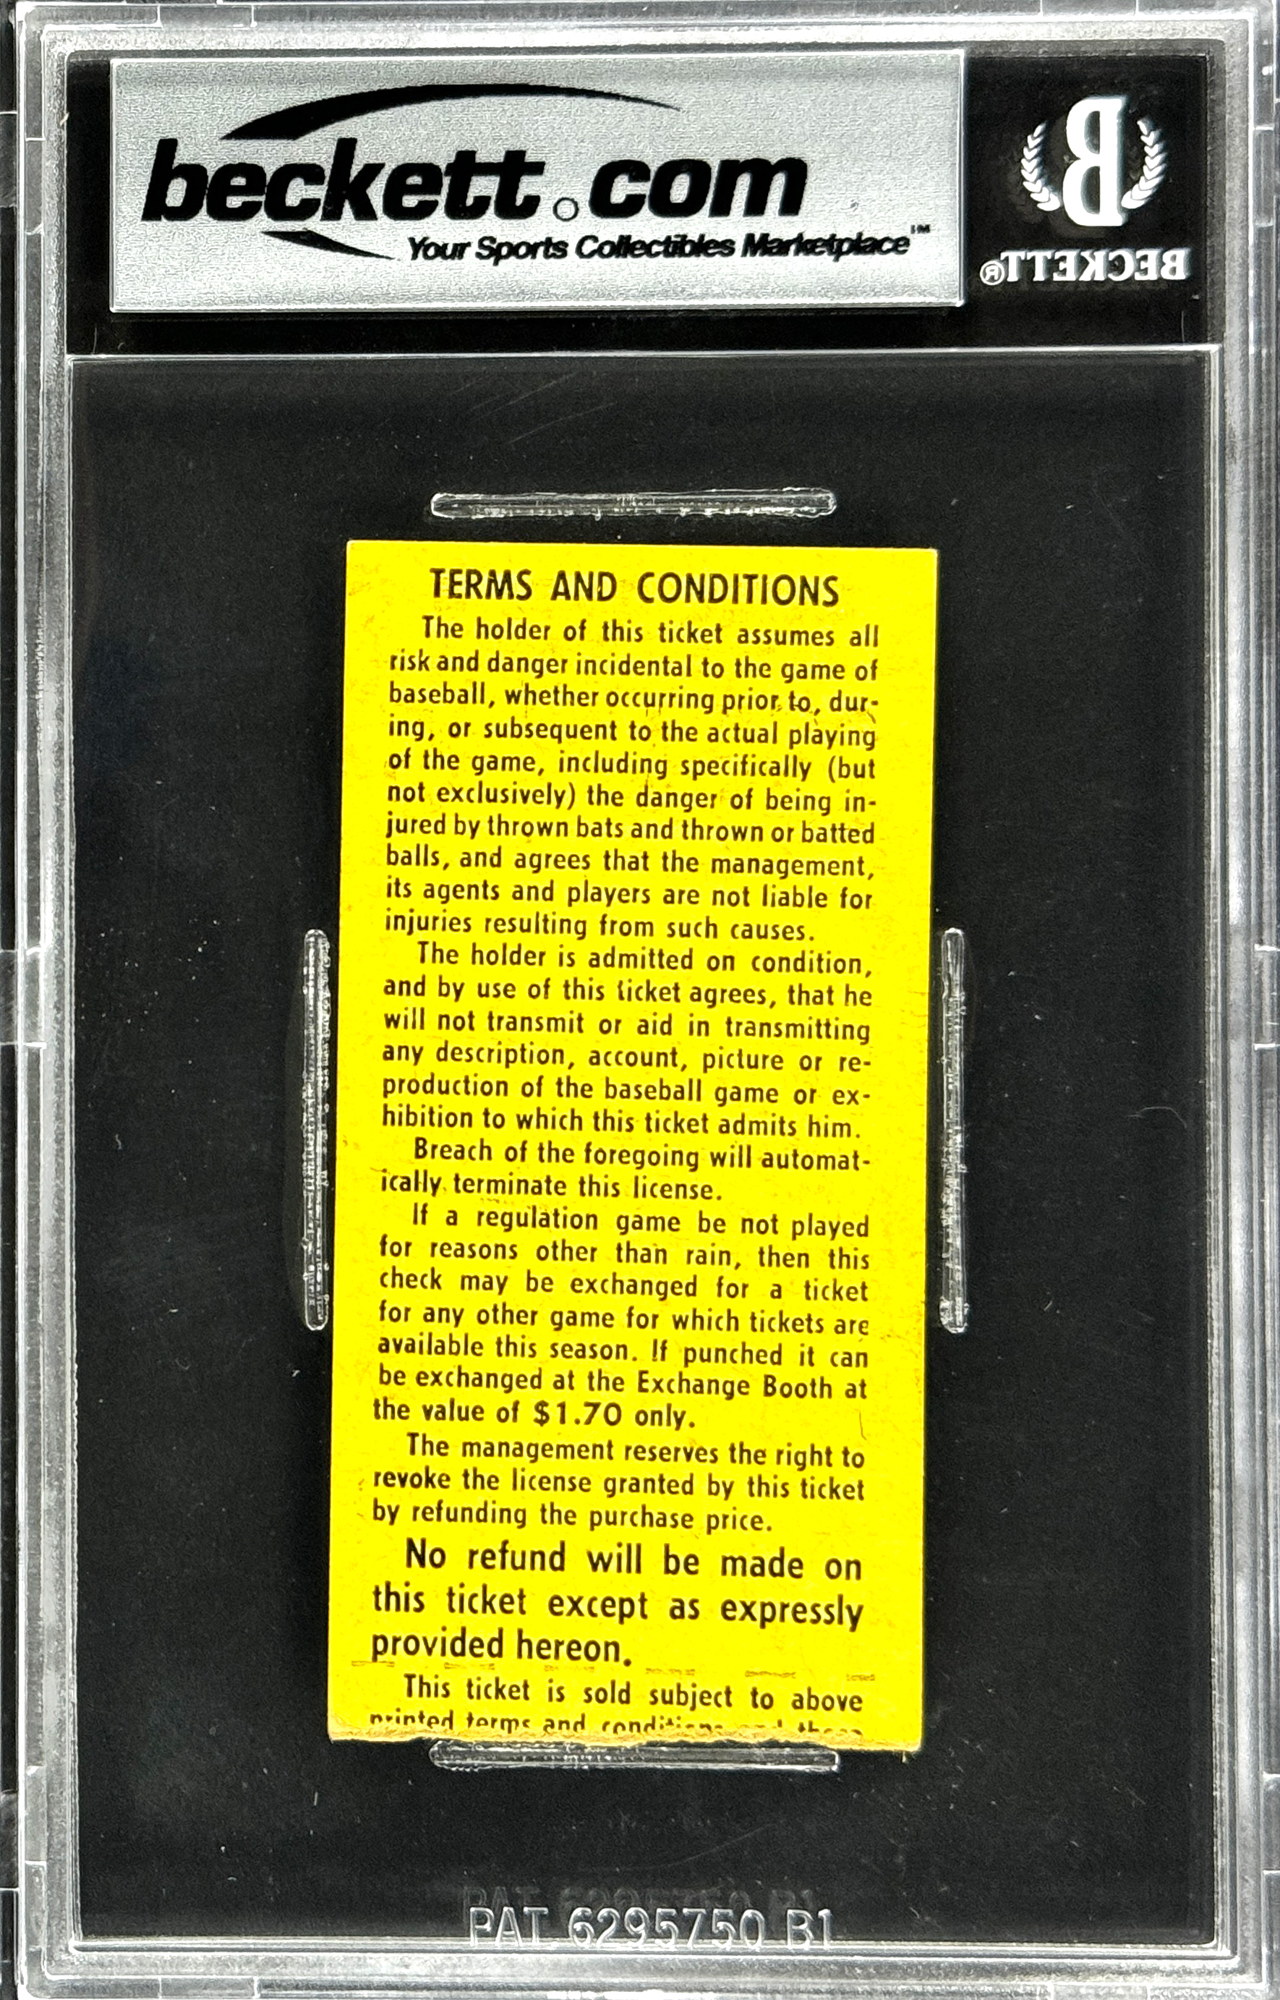 beckett.com
Your Sports Collectibles Marketplace™
B
BECKETT®
TERMS AND CONDITIONS
The holder of this ticket assumes all
risk and danger incidental to the game of
baseball, whether occurring prior to, dur-
ing, or subsequent to the actual playing
of the game, including specifically (but
not exclusively) the danger of being in-
jured by thrown bats and thrown or batted
balls, and agrees that the management,
its agents and players are not liable for
injuries resulting from such causes.
The holder is admitted on condition,
and by use of this ticket agrees, that he
will not transmit or aid in transmitting
any description, account, picture or re-
production of the baseball game or ex-
hibition to which this ticket admits him.
Breach of the foregoing will automat-
ically terminate this license.
If a regulation game be not played
for reasons other than rain, then this
check may be exchanged for a ticket
for any other game for which tickets are
available this season. If punched it can
be exchanged at the Exchange Booth at
the value of $1.70 only.
The management reserves the right to
revoke the license granted by this ticket
by refunding the purchase price.
No refund will be made on
this ticket except as expressly
provided hereon.
This ticket is sold subject to above
printed terms and conditions
PAT 6295750 B1